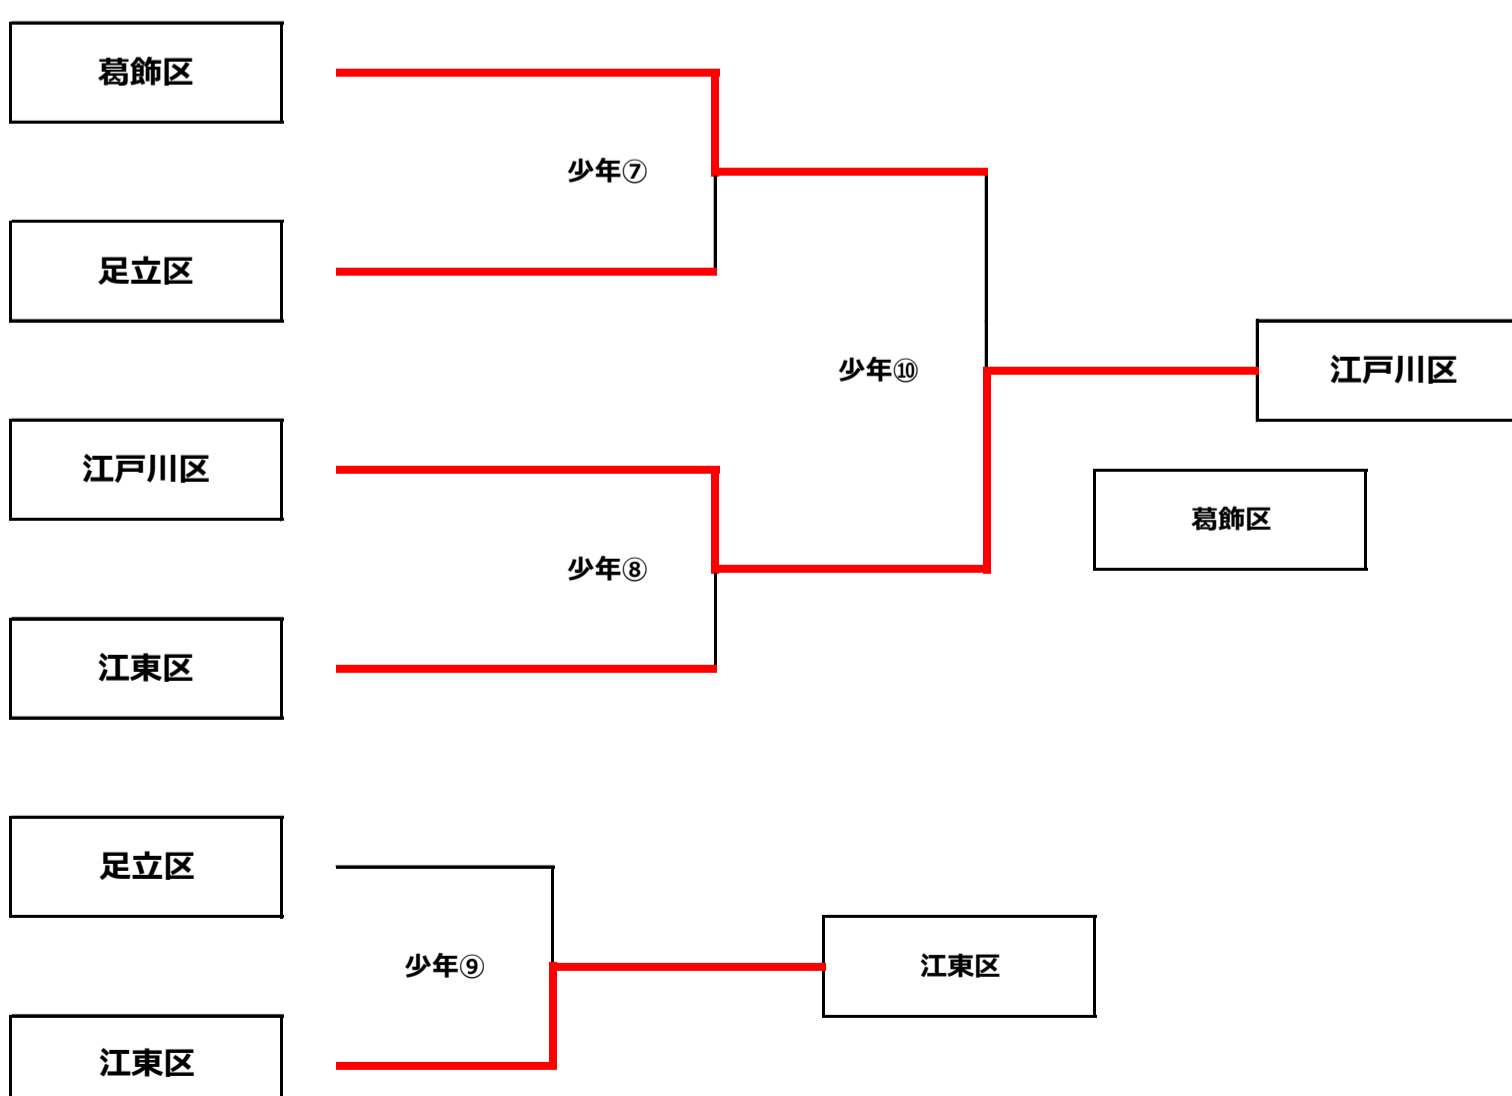 葛飾区
少年⑦
足立区
江戸川区
少年⑩
江戸川区
葛飾区
少年⑧
江東区
足立区
少年⑨
江東区
江東区